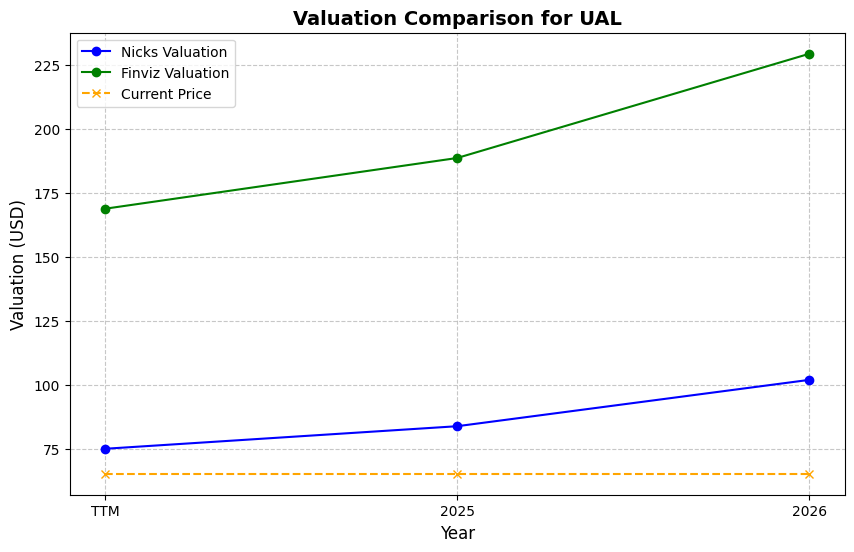 Valuation Comparison for UAL
Nicks Valuation
Finviz Valuation
Current Price
Valuation (USD)
225
200
175
150
125
100
75
TTM
2025
2026
Year